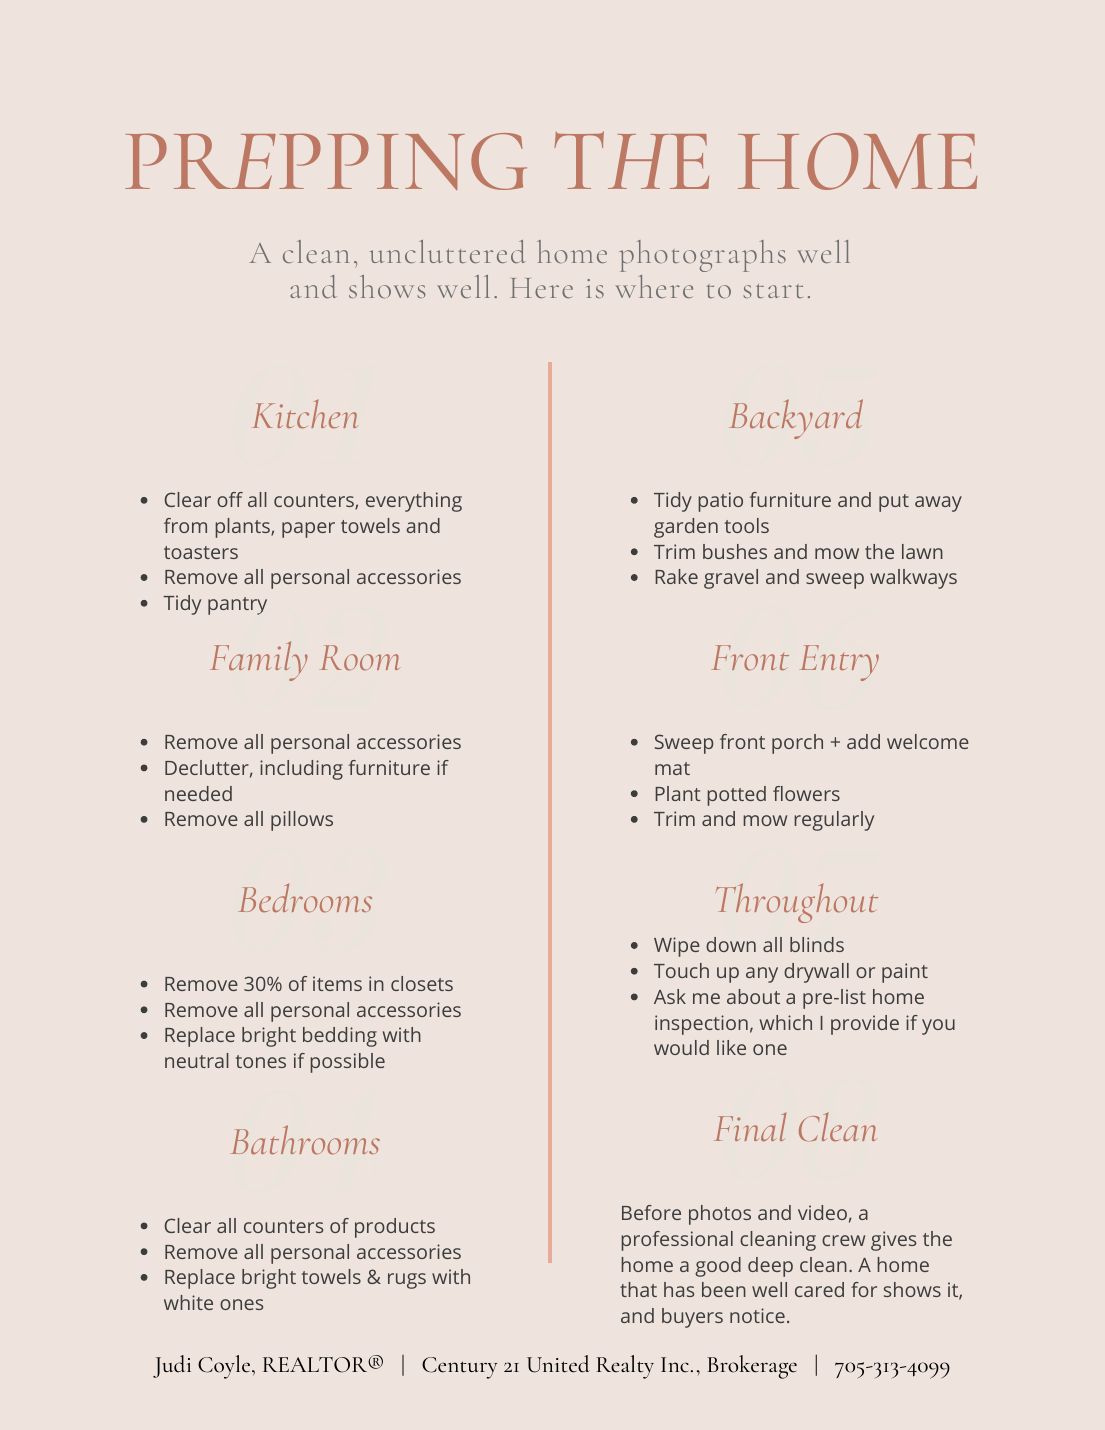 PREPPING THE HOME
A clean, uncluttered home photographs well
and shows well. Here is where to start.
01
Kitchen
• Clear off all counters, everything
from plants, paper towels and
toasters
• Remove all personal accessories
• Tidy pantry
02
Family Room
• Remove all personal accessories
• Declutter, including furniture if
needed
• Remove all pillows
03
Bedrooms
• Remove 30% of items in closets
• Remove all personal accessories
• Replace bright bedding with
neutral tones if possible
04
Bathrooms
• Clear all counters of products
• Remove all personal accessories
• Replace bright towels & rugs with
white ones
05
Backyard
• Tidy patio furniture and put away
garden tools
• Trim bushes and mow the lawn
• Rake gravel and sweep walkways
06
Front Entry
• Sweep front porch + add welcome
mat
• Plant potted flowers
• Trim and mow regularly
07
Throughout
• Wipe down all blinds
• Touch up any drywall or paint
• Ask me about a pre-list home
inspection, which I provide if you
would like one
08
Final Clean
Before photos and video, a
professional cleaning crew gives the
home a good deep clean. A home
that has been well cared for shows it,
and buyers notice.
Judi Coyle, REALTOR® | Century 21 United Realty Inc., Brokerage | 705-313-4099